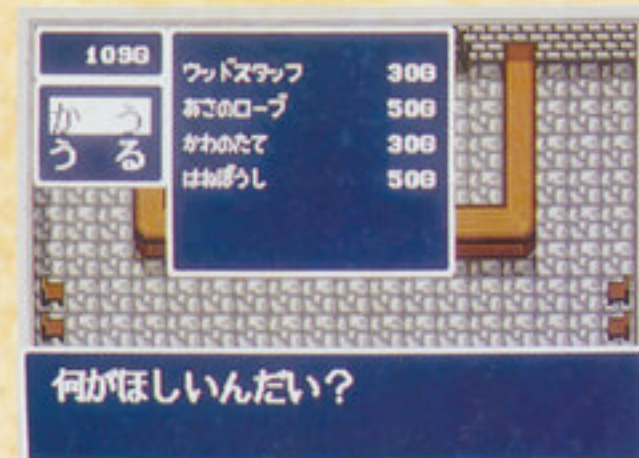 109G
かう
うる
ウッドスタッフ 30G
あさのローブ 50G
かわのたて 30G
はねぼうし 50G
何がほしいんだい？